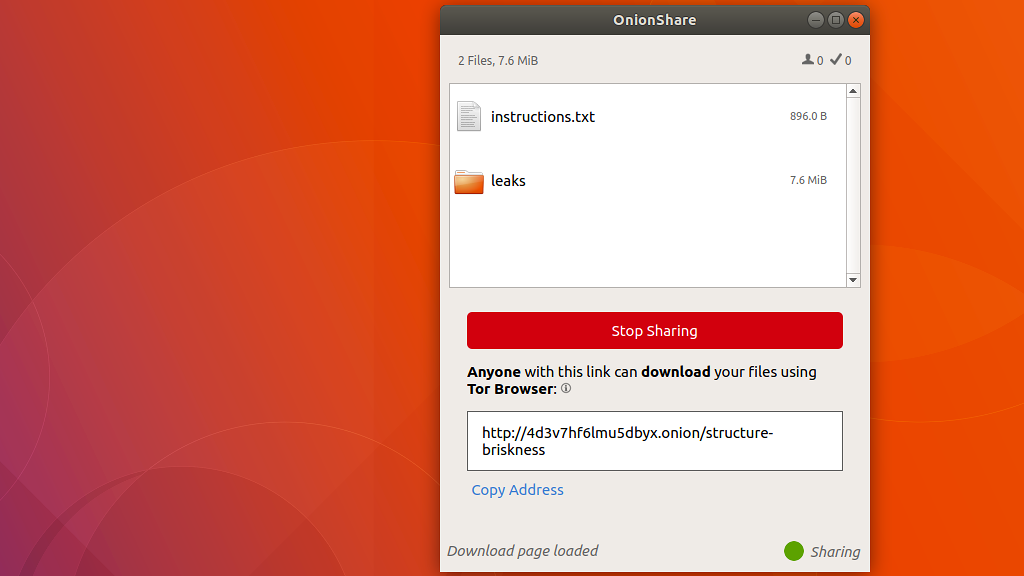 OnionShare
2 Files, 7.6 MiB
0
0
instructions.txt
896.0 B
leaks
7.6 MiB
Stop Sharing
Anyone with this link can download your files using
Tor Browser:
http://4d3v7hf6lmu5dbyx.onion/structure-
briskness
Copy Address
Download page loaded
Sharing